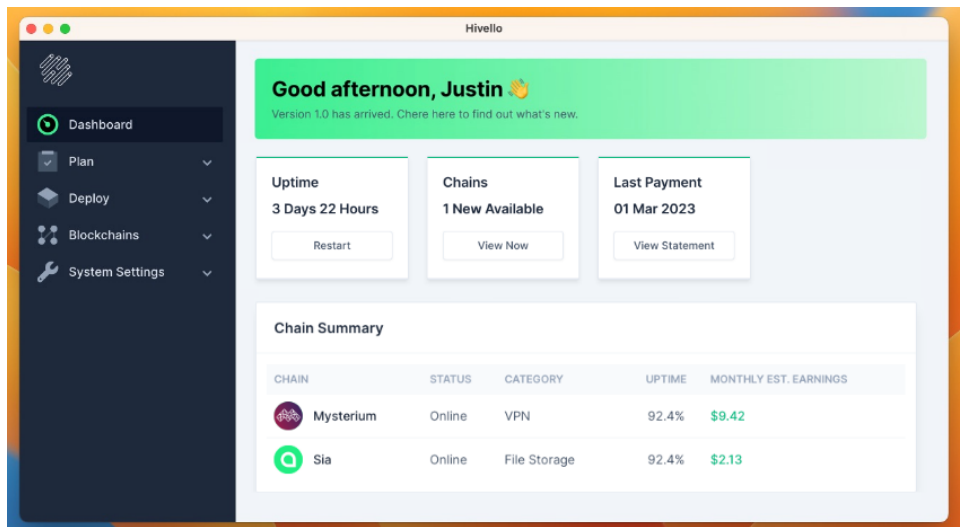 Hivello
Good afternoon, Justin 👋
Version 1.0 has arrived. Chere here to find out what's new.
Dashboard
Plan
Deploy
Blockchains
System Settings
Uptime
3 Days 22 Hours
Restart
Chains
1 New Available
View Now
Last Payment
01 Mar 2023
View Statement
Chain Summary
CHAIN STATUS CATEGORY UPTIME MONTHLY EST. EARNINGS
Mysterium Online VPN 92.4% $9.42
Sia Online File Storage 92.4% $2.13